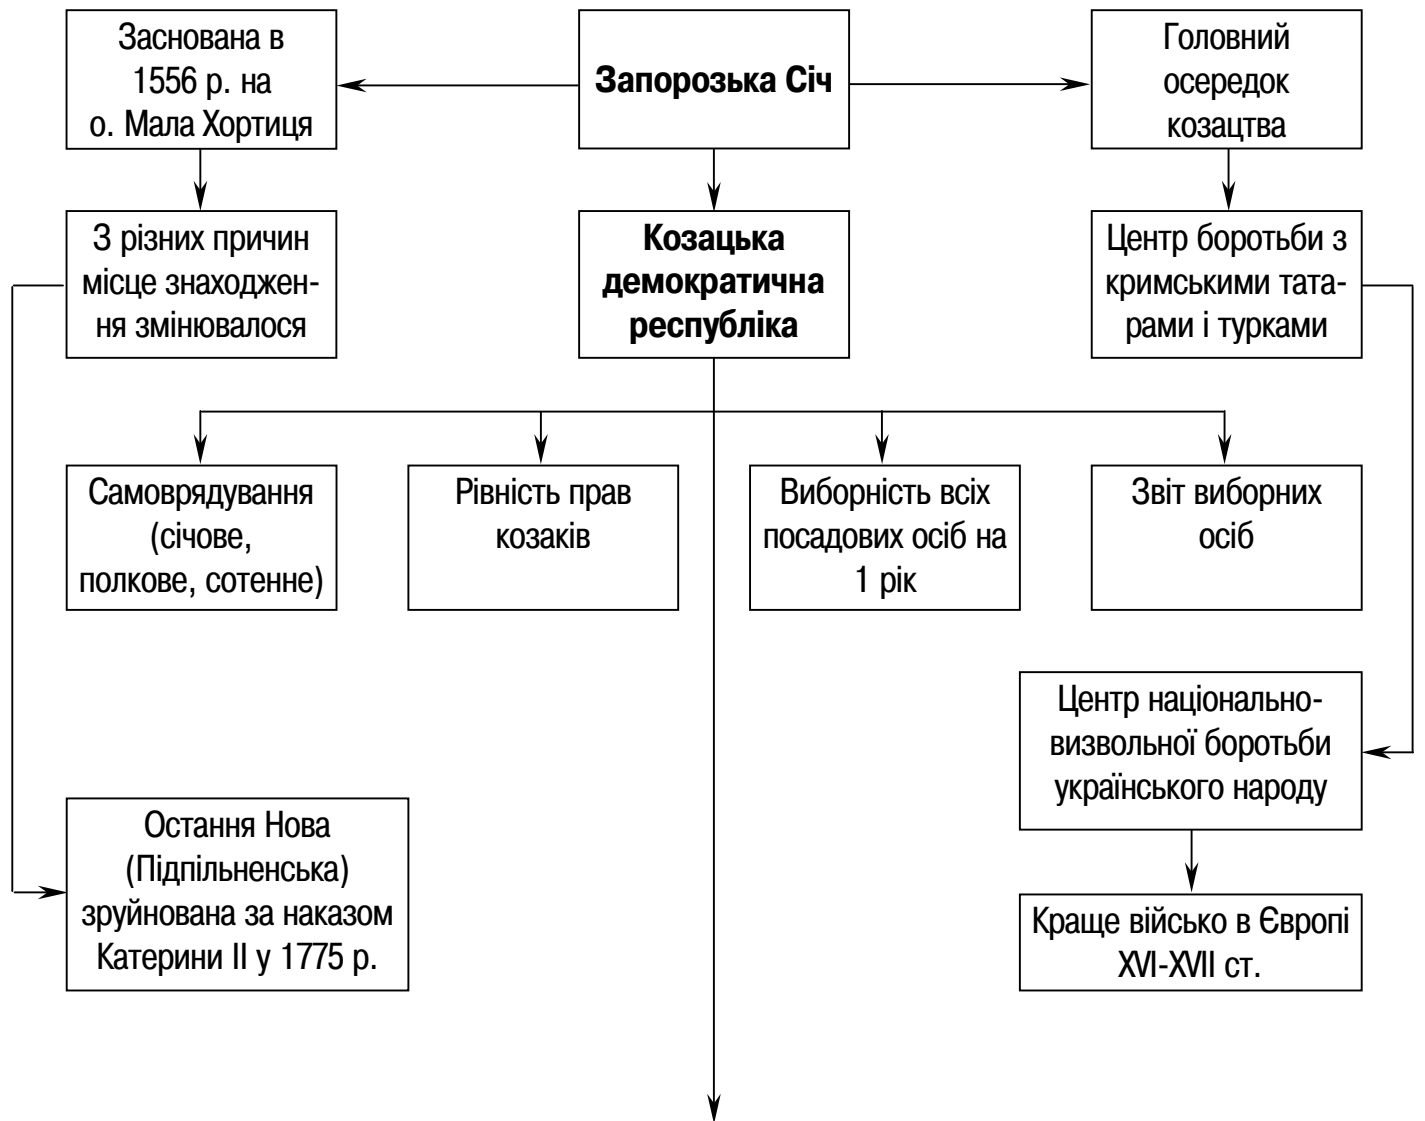 Заснована в
1556 р. на
о. Мала Хортиця
Запорозька Січ
Головний
осередок
козацтва
З різних причин
місце знаходжен-
ня змінювалося
Козацька
демократична
республіка
Центр боротьби з
кримськими тата-
рами і турками
Самоврядування
(січове,
полкове, сотенне)
Рівність прав
козаків
Виборність всіх
посадових осіб на
1 рік
Звіт виборних
осіб
Центр національно-
визвольної боротьби
українського народу
Остання Нова
(Підпільненська)
зруйнована за наказом
Катерини II у 1775 р.
Краще військо в Європі
XVI-XVII ст.